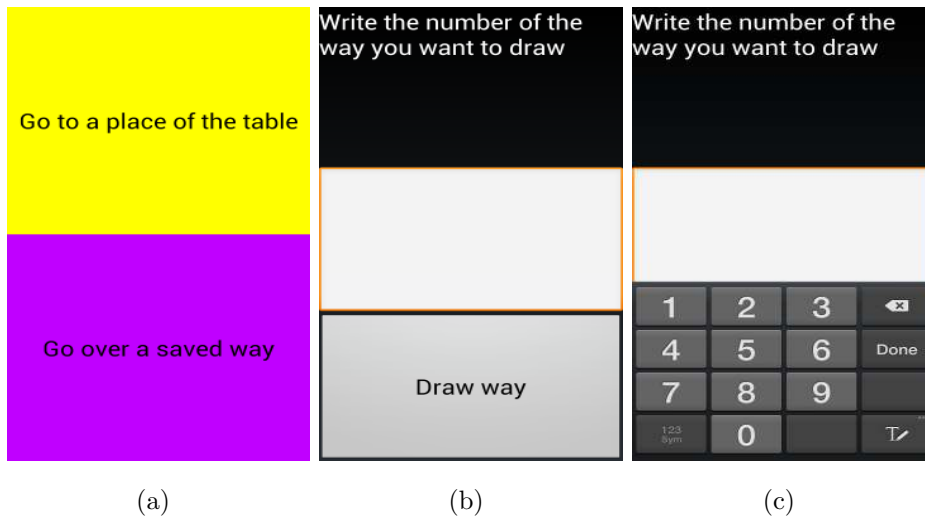 Go to a place of the table
Go over a saved way
(a)
Write the number of the
way you want to draw
Draw way
(b)
Write the number of the
way you want to draw
1 2 3
4 5 6 Done
7 8 9
123
Sym
0
T
(c)